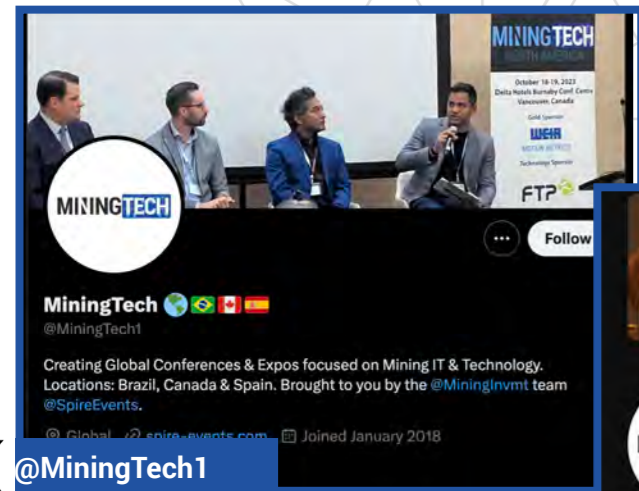 MININGTECH
NORTH AMERICA
October 18-19, 2023
Delta Hotels Burnaby Conf. Centre
Vancouver, Canada
Gold Sponsor
WEIR
MOTION METRICS
Technology Sponsor
FTP
MININGTECH
Follow
MiningTech 🌎🇧🇷🇨🇦🇪🇸
@MiningTech1
Creating Global Conferences & Expos focused on Mining IT & Technology.
Locations: Brazil, Canada & Spain. Brought to you by the @MiningInvmt team
@SpireEvents.
Global spire-events.com Joined January 2018
@MiningTech1